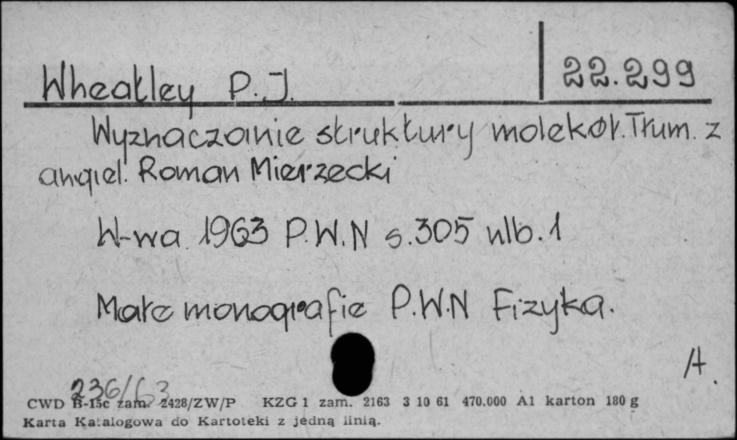 Wheatley P.J.
22.299
Wyznaczanie struktury molekół. Tłum. z
angiel. Roman Mierzecki
W-wa 1963 P.W.N s.305 nlb.1
Małe monografie P.W.N Fizyka.
A.
236/63
CWD B-15c zam. 2428/ZW/P KZG 1 zam. 2163 3 10 61 470.000 A1 karton 180 g
Karta Katalogowa do Kartoteki z jedną linią.